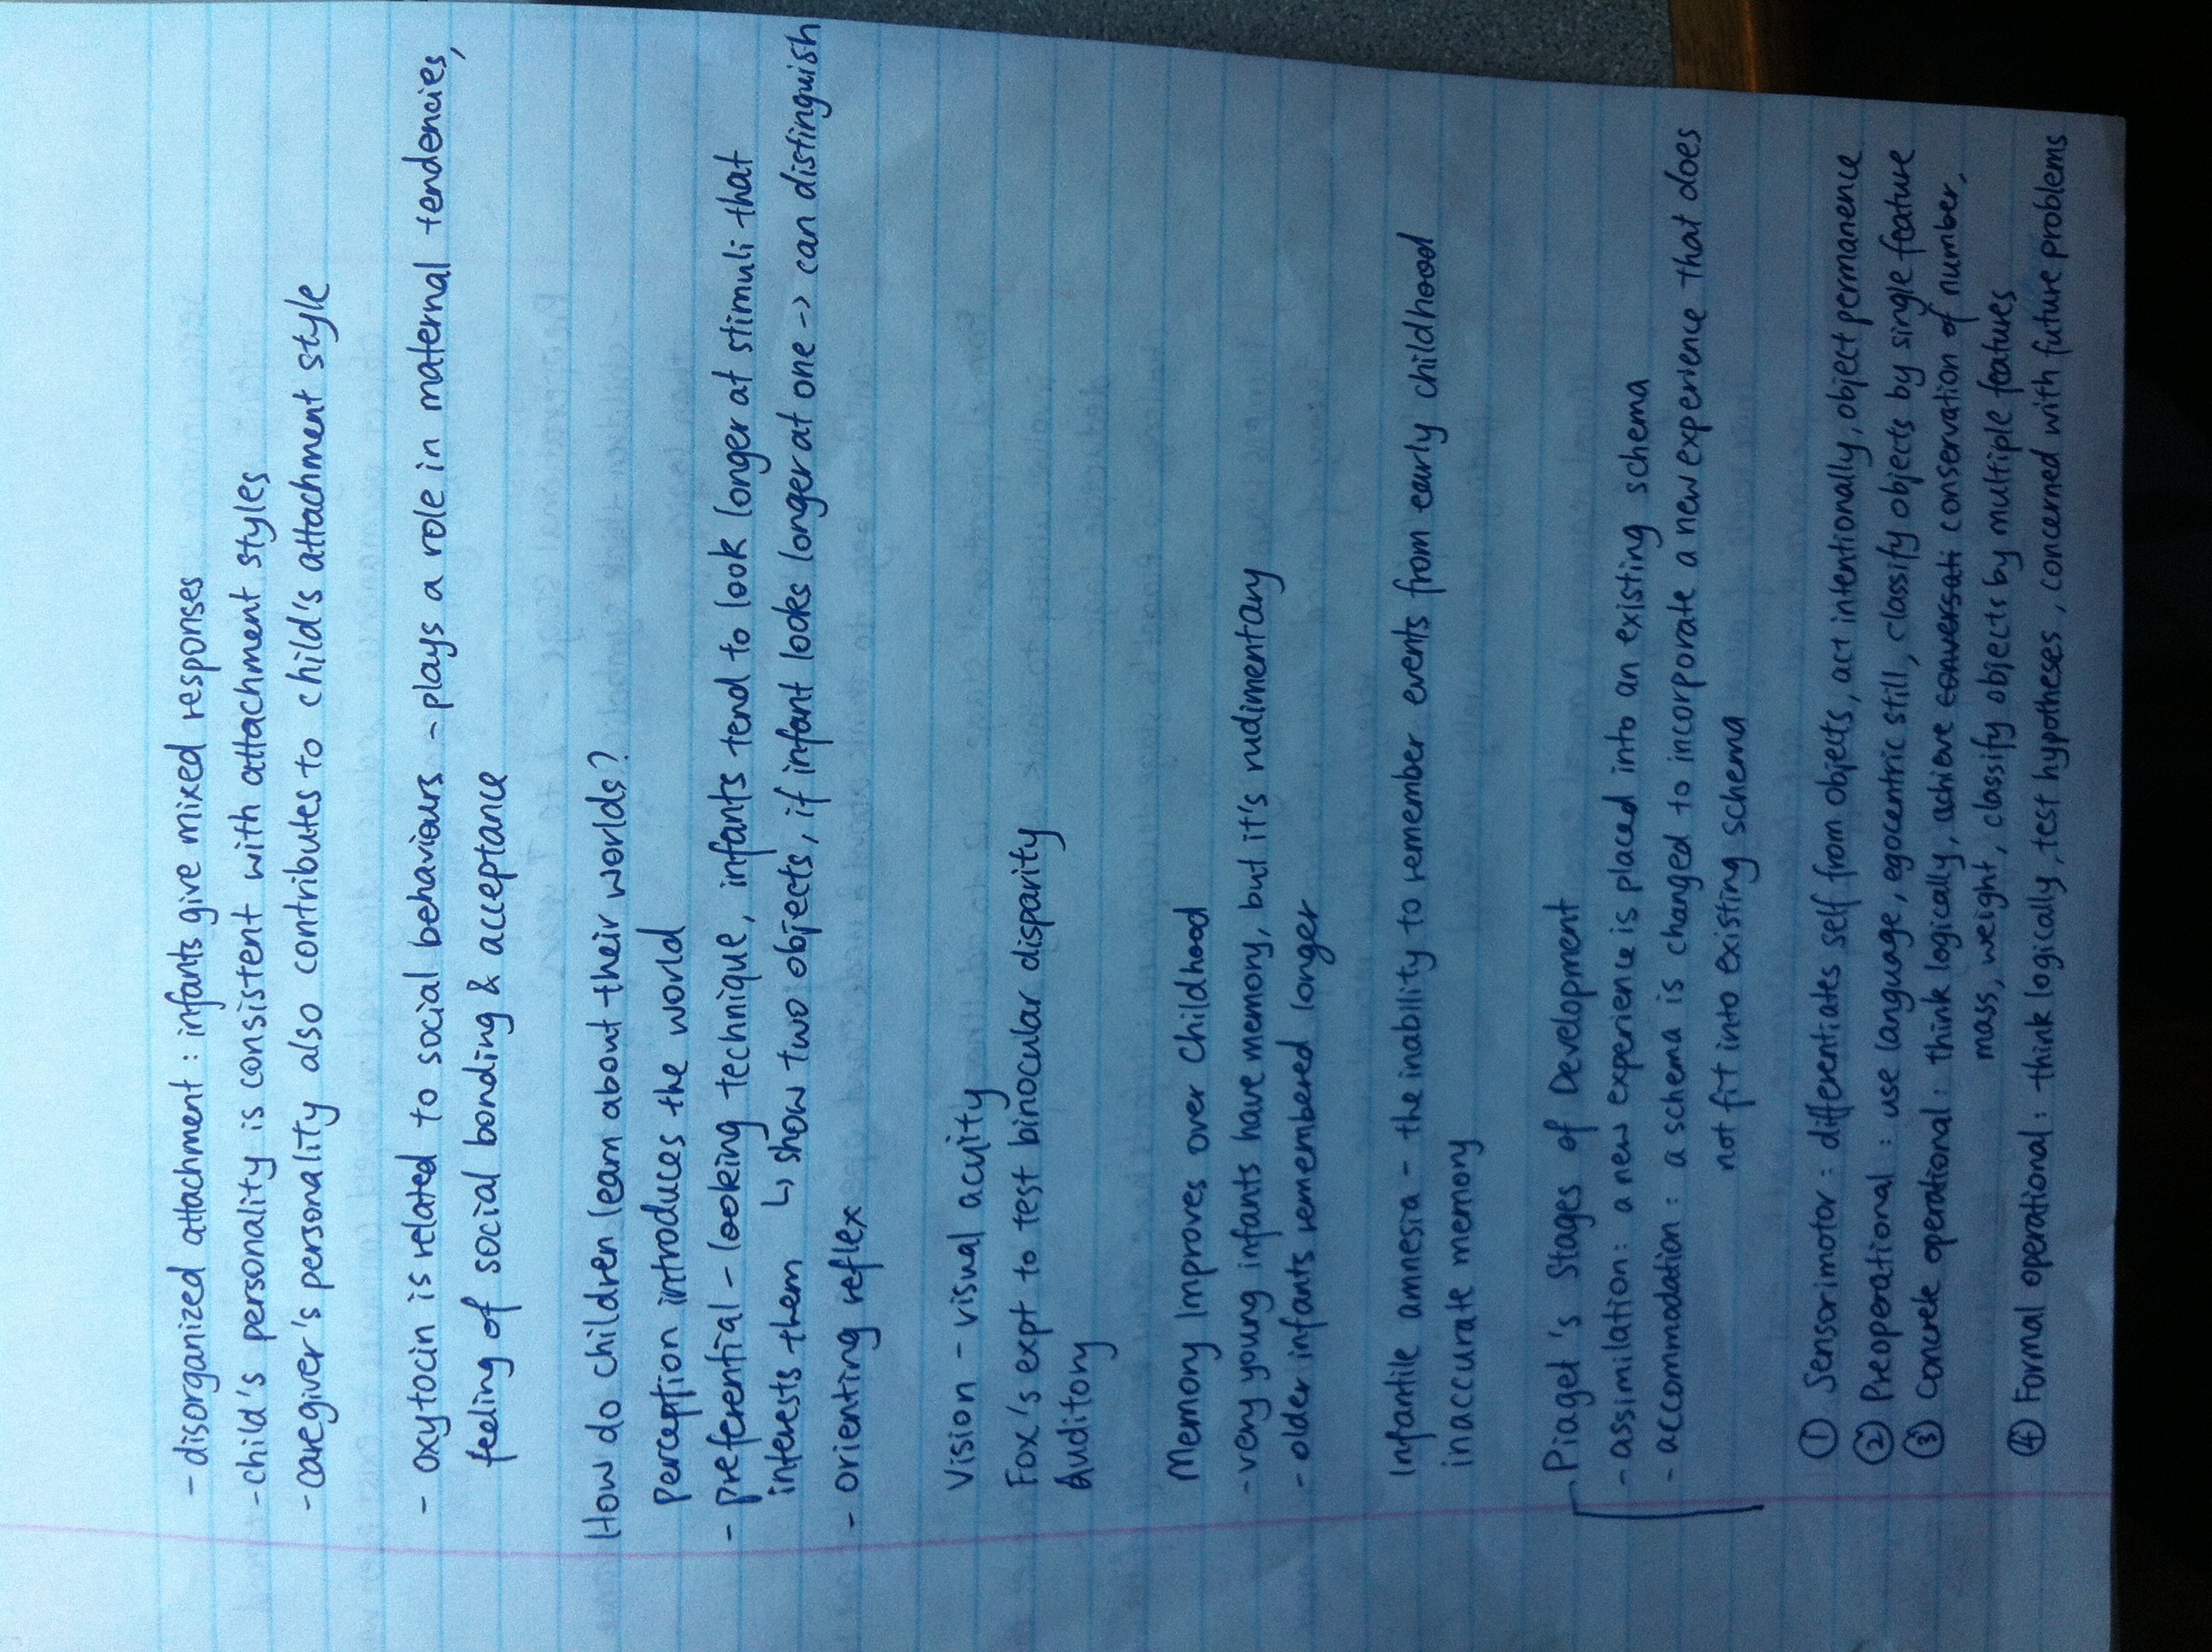 - disorganized attachment : infants give mixed responses
- child's personality is consistent with attachment styles
- caregiver's personality also contributes to child's attachment style
- oxytocin is related to social behaviours - plays a role in maternal tendencies,
feeling of social bonding & acceptance
How do children learn about their worlds?
perception introduces the world
- preferential-looking technique, infants tend to look longer at stimuli that
interests them ↳ show two objects, if infant looks longer at one -> can distinguish
- orienting reflex
Vision - visual acuity
Fox's expt to test binocular disparity
Auditory
Memory Improves over Childhood
- very young infants have memory, but it's rudimentary
- older infants remembered longer
Infantile amnesia - the inability to remember events from early childhood
inaccurate memory
Piaget's Stages of Development
- assimilation: a new experience is placed into an existing schema
- accommodation: a schema is changed to incorporate a new experience that does
not fit into existing schema
① Sensorimotor: differentiates self from objects, act intentionally, object permanence
② Preoperational: use language, egocentric still, classify objects by single feature
③ Concrete operational: think logically, achieve conversati conservation of number,
mass, weight, classify objects by multiple features
④ Formal operational: think logically, test hypotheses, concerned with future problems